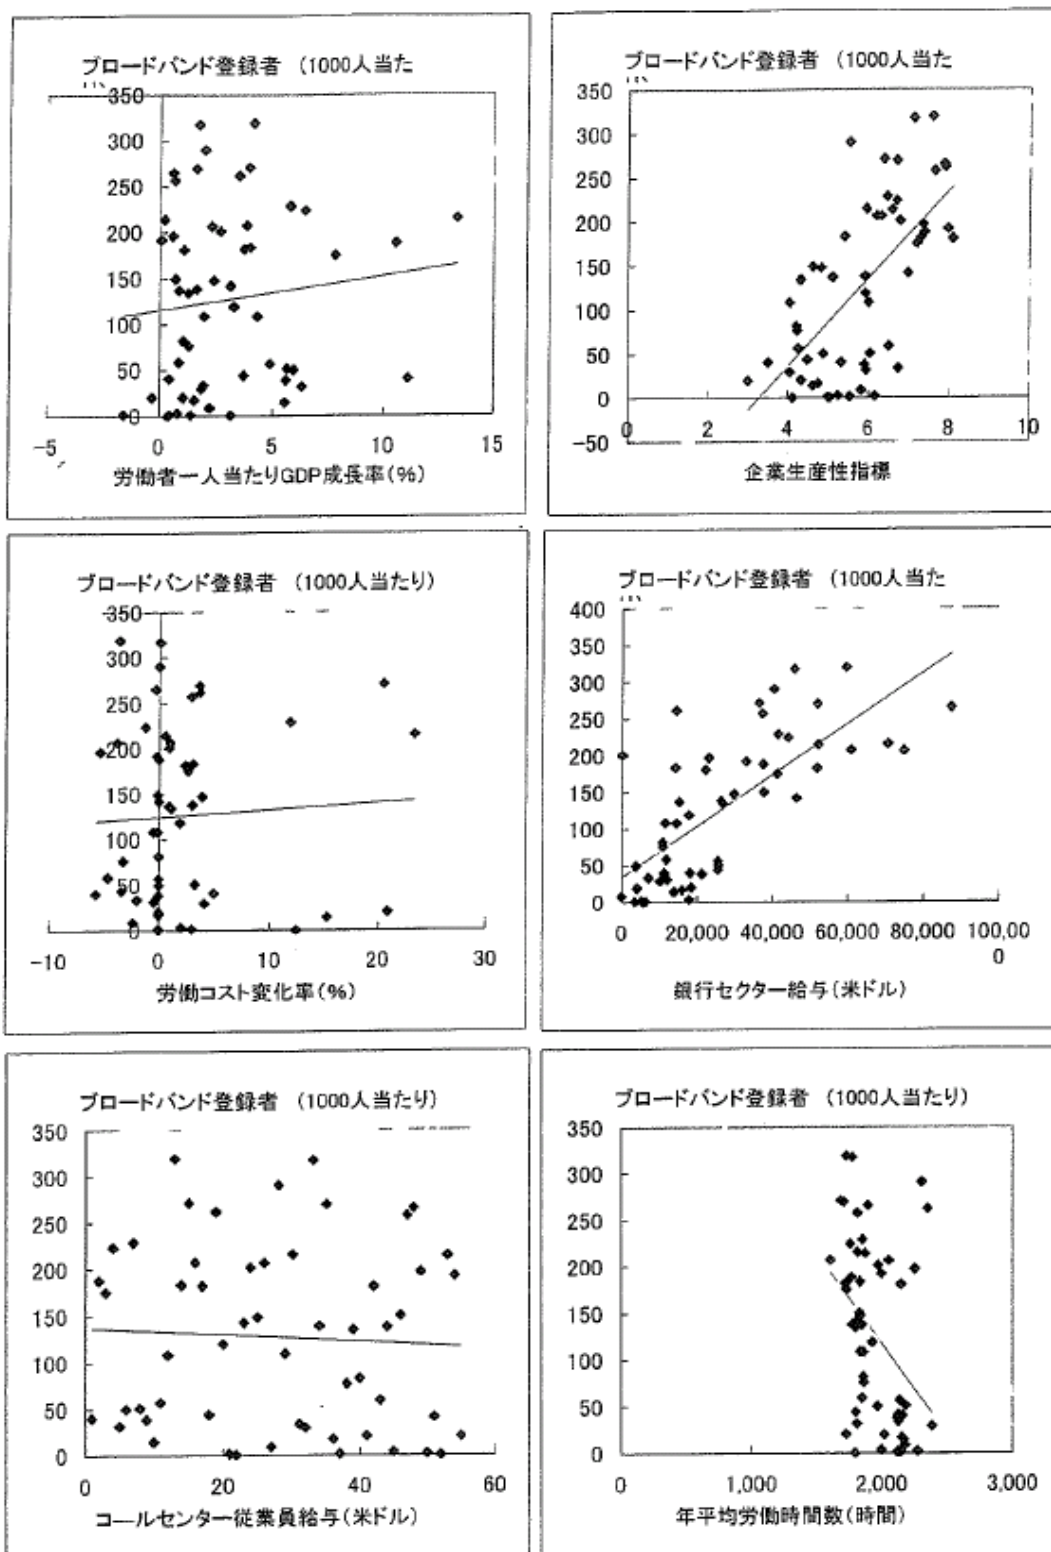 ブロードバンド登録者 (1000人当た
350
300
250
200
150
100
50
0
-5 0 5 10 15
労働者一人当たりGDP成長率(%)
ブロードバンド登録者 (1000人当た
350
300
250
200
150
100
50
0
-50
0 2 4 6 8 10
企業生産性指標
ブロードバンド登録者 (1000人当たり)
350
300
250
200
150
100
50
0
-10 0 10 20 30
労働コスト変化率(%)
ブロードバンド登録者 (1000人当た
400
350
300
250
200
150
100
50
0
0 20,000 40,000 60,000 80,000 100,00
0
銀行セクター給与(米ドル)
ブロードバンド登録者 (1000人当たり)
350
300
250
200
150
100
50
0
0 20 40 60
コールセンター従業員給与(米ドル)
ブロードバンド登録者 (1000人当たり)
350
300
250
200
150
100
50
0
0 1,000 2,000 3,000
年平均労働時間数(時間)